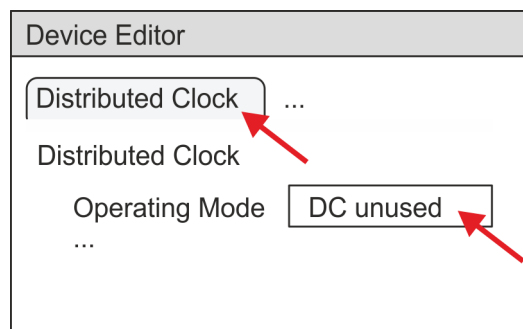 Device Editor
Distributed Clock ...
Distributed Clock
Operating Mode DC unused
...